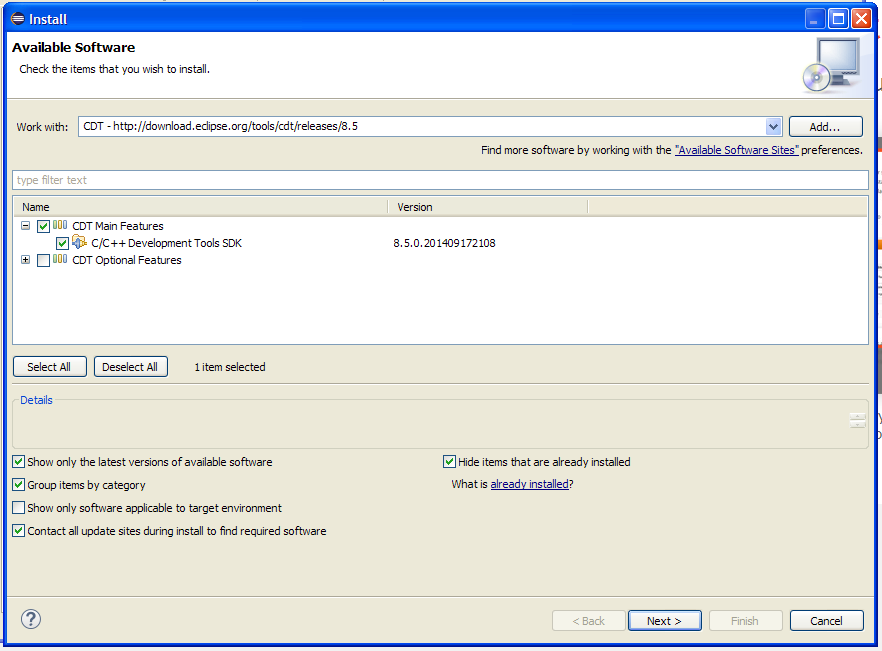 Install
Available Software
Check the items that you wish to install.
Work with: CDT - http://download.eclipse.org/tools/cdt/releases/8.5 Add...
Find more software by working with the "Available Software Sites" preferences.
type filter text
Name Version
CDT Main Features
C/C++ Development Tools SDK 8.5.0.201409172108
CDT Optional Features
Select All Deselect All 1 item selected
Details
Show only the latest versions of available software Hide items that are already installed
Group items by category What is already installed?
Show only software applicable to target environment
Contact all update sites during install to find required software
? < Back Next > Finish Cancel